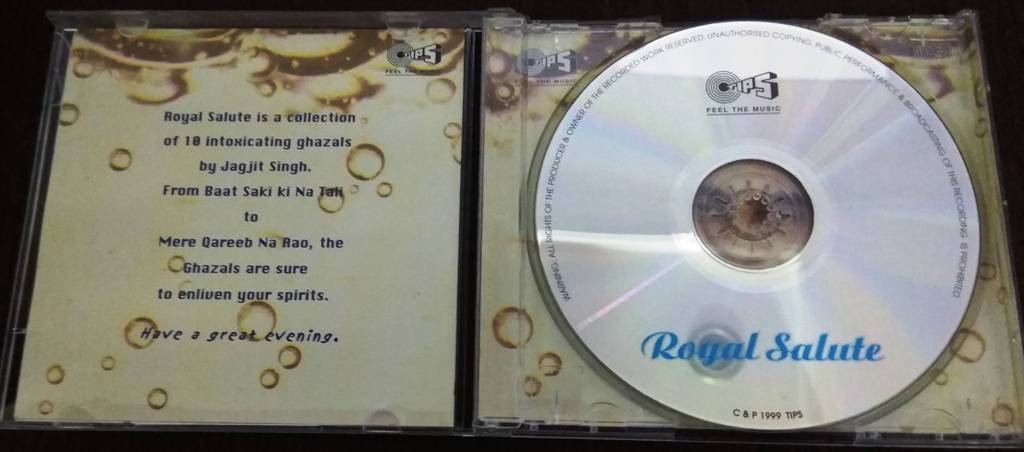 TIPS
FEEL THE MUSIC
Royal Salute is a collection
of 10 intoxicating ghazals
by Jagjit Singh.
From Baat Saki ki Na Tali
to
Mere Qareeb Na Aao, the
Ghazals are sure
to enliven your spirits.
Have a great evening.
TIPS
FEEL THE MUSIC
WARNING: ALL RIGHTS OF THE PRODUCER & OWNER OF THE RECORDED WORK RESERVED. UNAUTHORISED COPYING, PUBLIC PERFORMANCE & BROADCASTING OF THIS RECORDING IS PROHIBITED.
TIPS
FEEL THE MUSIC
Royal Salute
C & P 1999 TIPS